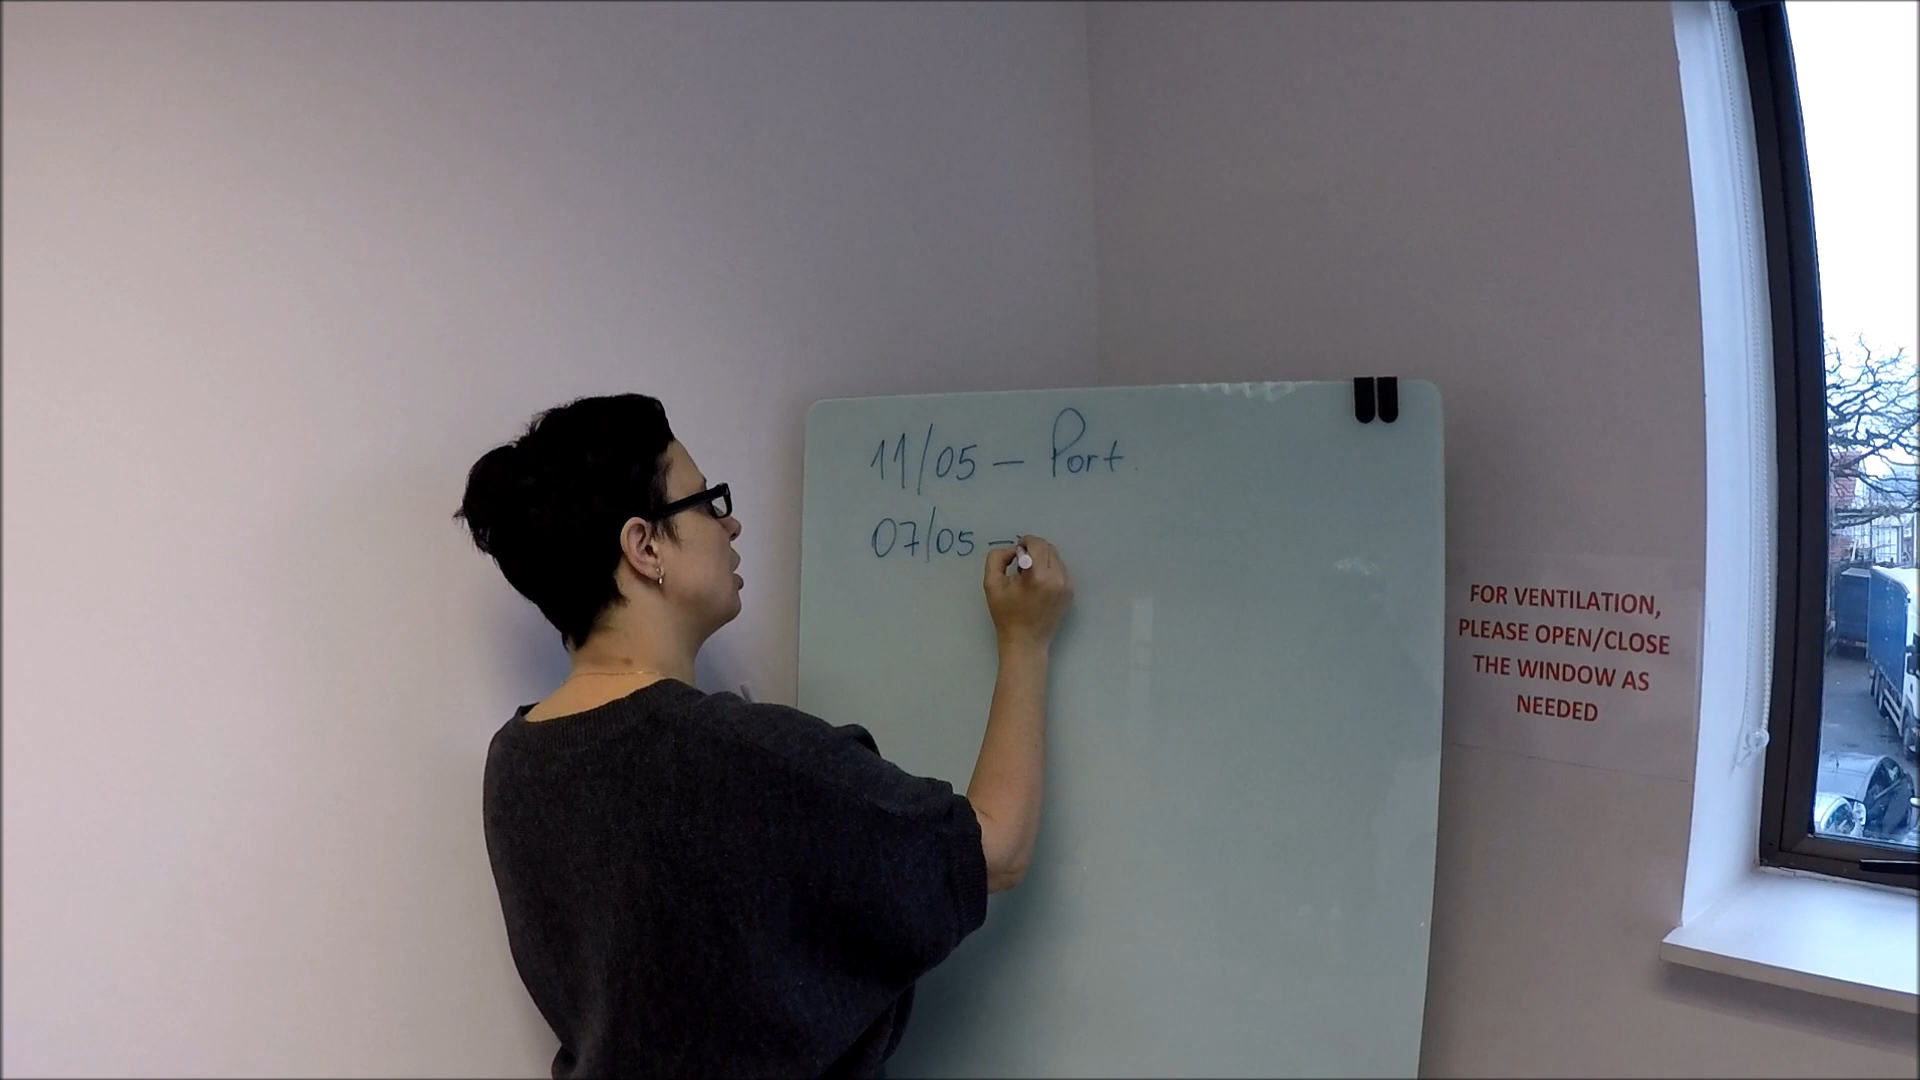 11/05 – Port.
07/05 –
FOR VENTILATION,
PLEASE OPEN/CLOSE
THE WINDOW AS
NEEDED